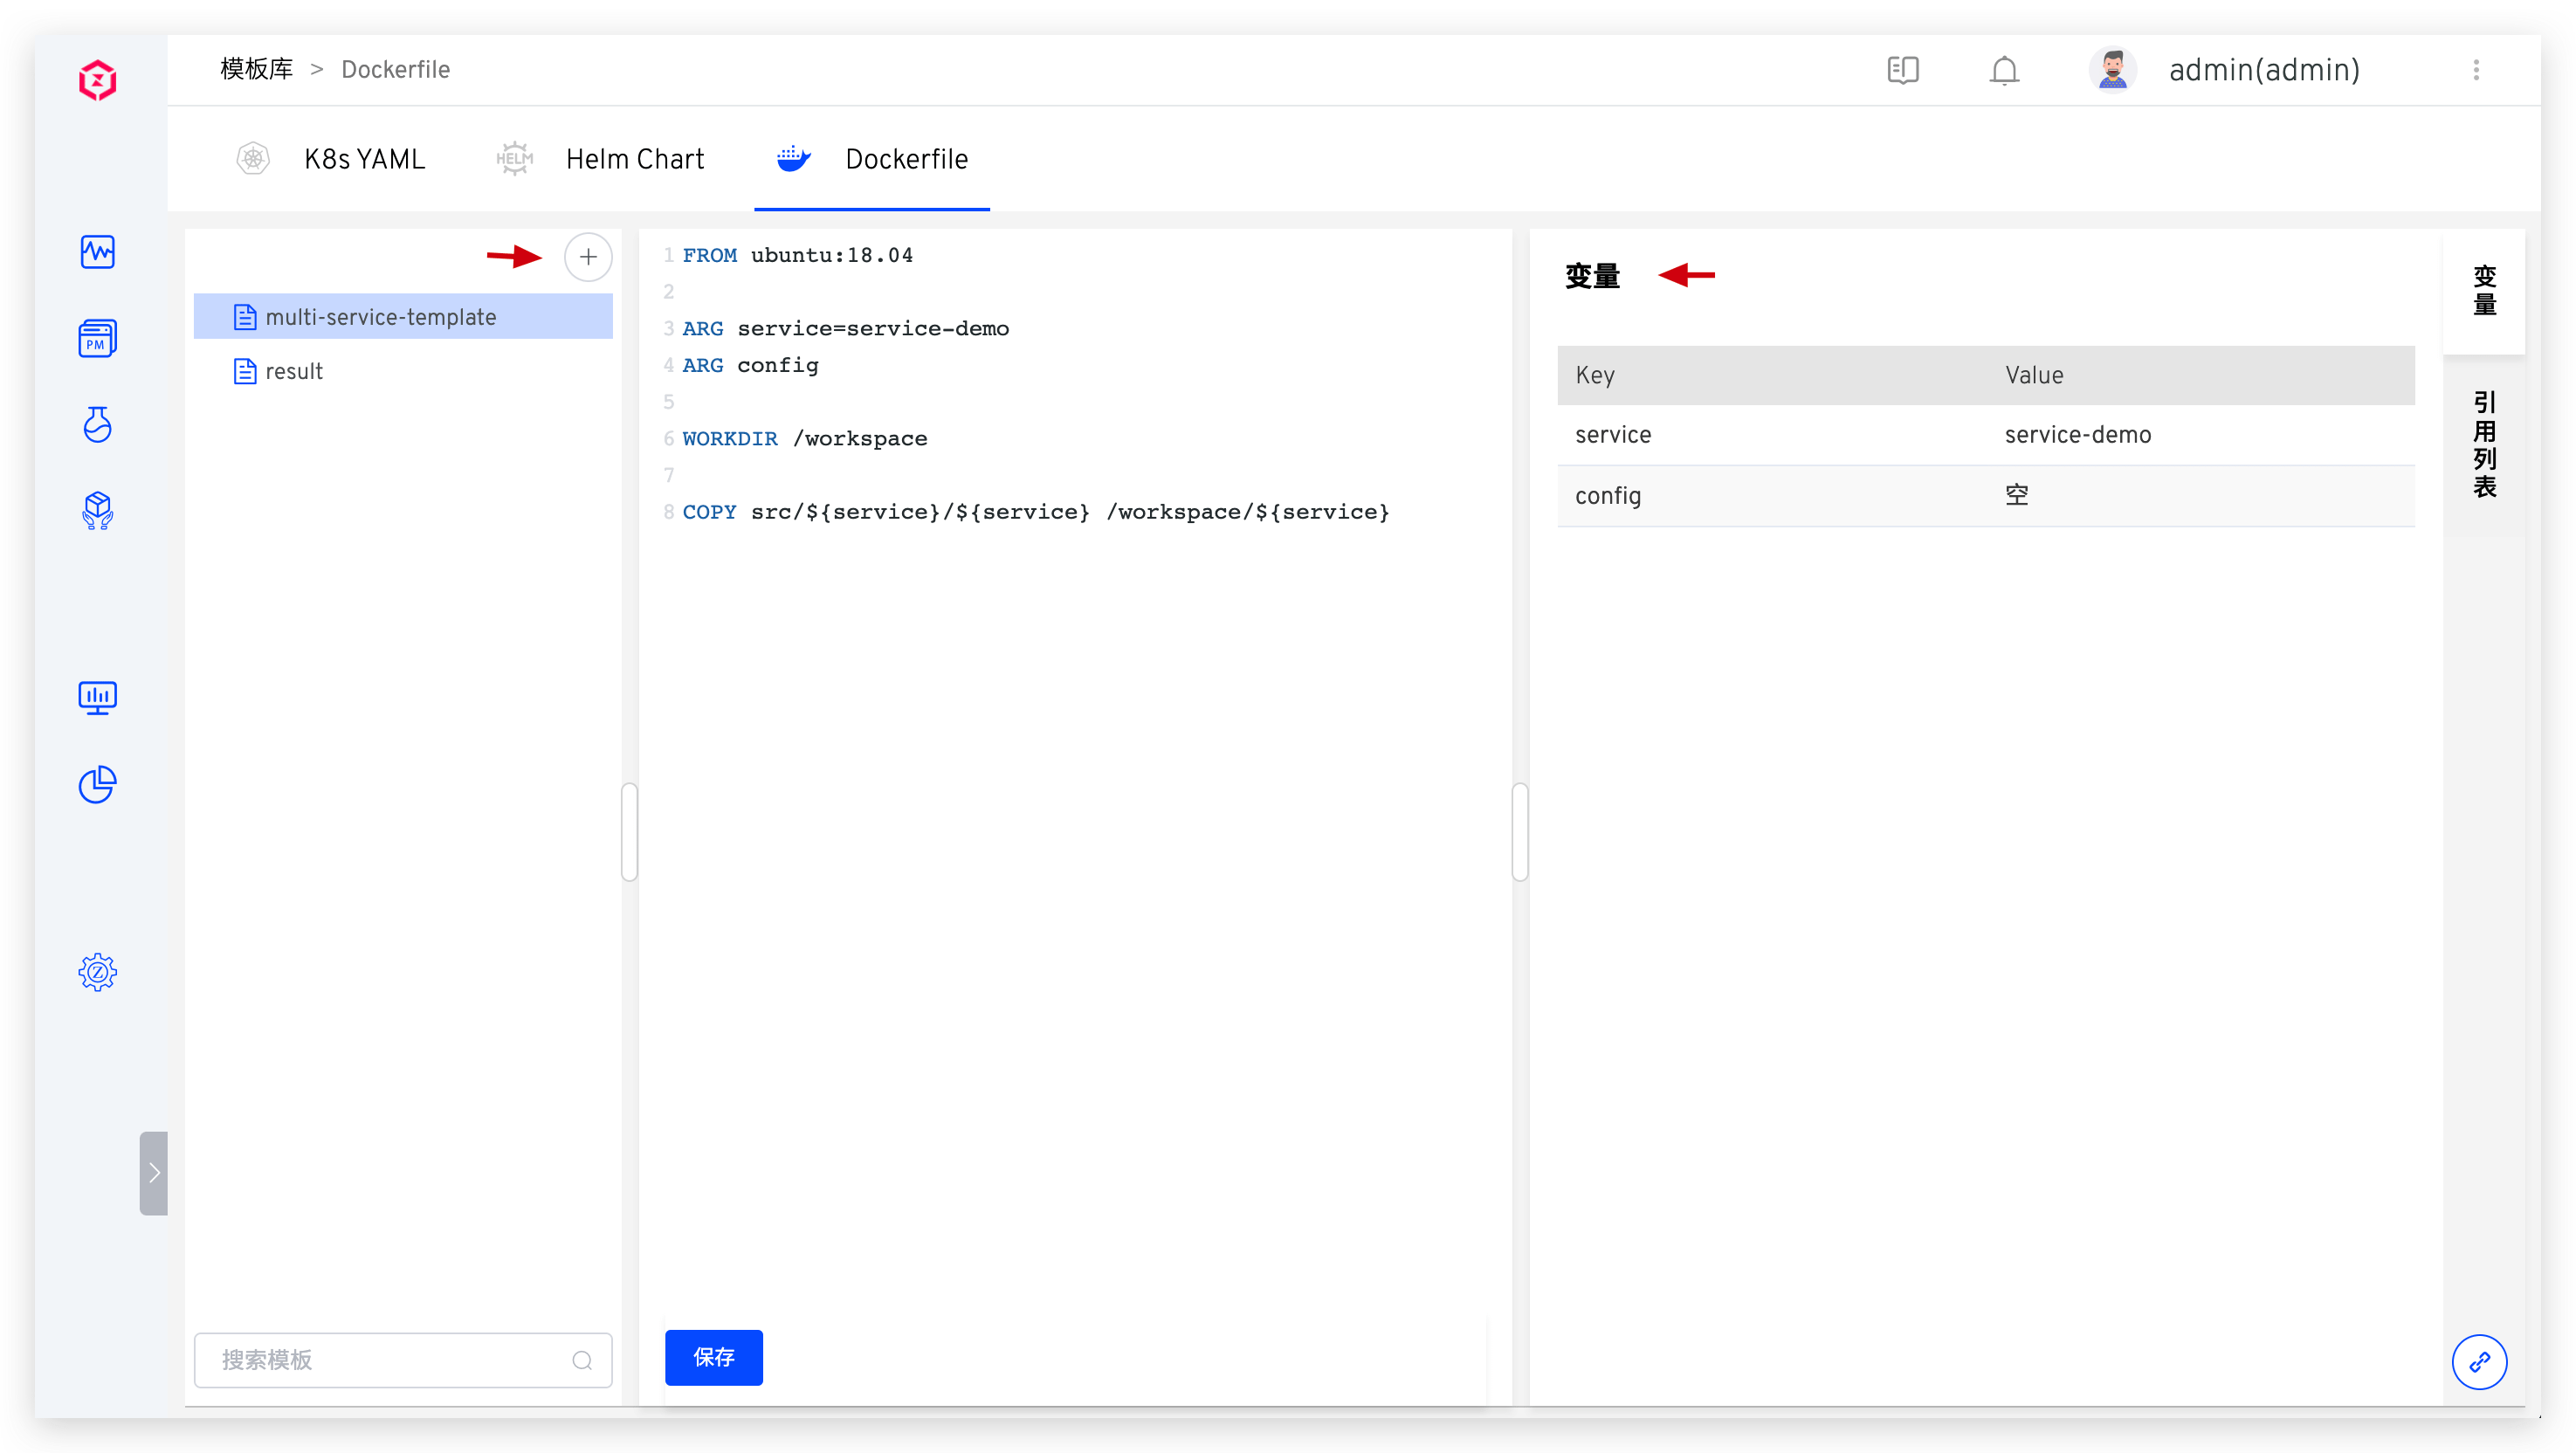 模板库 > Dockerfile
admin(admin)
K8s YAML
HELM
Helm Chart
Dockerfile
PM
multi-service-template
result
1 FROM ubuntu:18.04
2
3 ARG service=service-demo
4 ARG config
5
6 WORKDIR /workspace
7
8 COPY src/${service}/${service} /workspace/${service}
变量
Key Value
service service-demo
config 空
变量
引用列表
搜索模板
保存